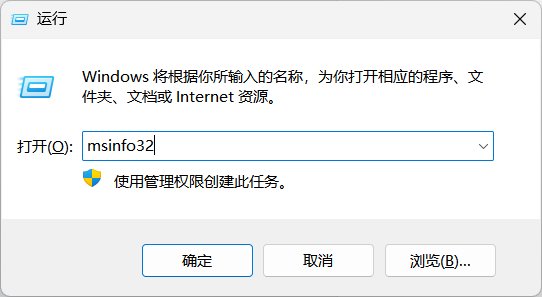 运行
Windows 将根据你所输入的名称，为你打开相应的程序、文
件夹、文档或 Internet 资源。
打开(O): msinfo32
使用管理权限创建此任务。
确定 取消 浏览(B)...